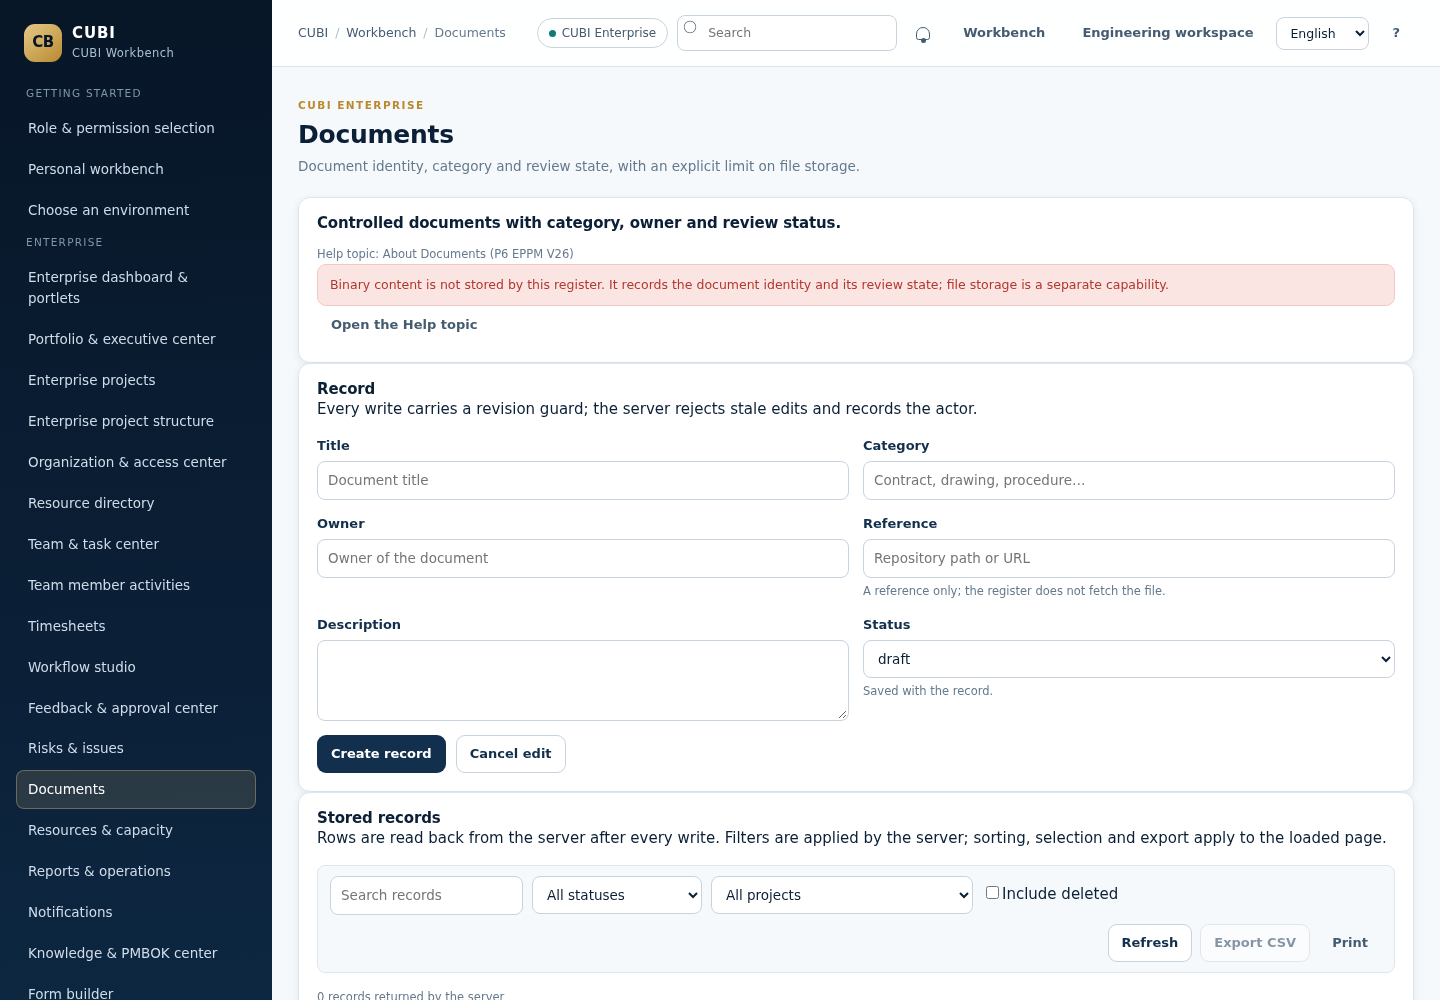 CB
CUBI
CUBI Workbench
GETTING STARTED
Role & permission selection
Personal workbench
Choose an environment
ENTERPRISE
Enterprise dashboard &
portlets
Portfolio & executive center
Enterprise projects
Enterprise project structure
Organization & access center
Resource directory
Team & task center
Team member activities
Timesheets
Workflow studio
Feedback & approval center
Risks & issues
Documents
Resources & capacity
Reports & operations
Notifications
Knowledge & PMBOK center
Form builder
CUBI / Workbench / Documents
CUBI Enterprise
Search
Workbench
Engineering workspace
English
?
CUBI ENTERPRISE
Documents
Document identity, category and review state, with an explicit limit on file storage.
Controlled documents with category, owner and review status.
Help topic: About Documents (P6 EPPM V26)
Binary content is not stored by this register. It records the document identity and its review state; file storage is a separate capability.
Open the Help topic
Record
Every write carries a revision guard; the server rejects stale edits and records the actor.
Title
Category
Document title
Contract, drawing, procedure...
Owner
Reference
Owner of the document
Repository path or URL
A reference only; the register does not fetch the file.
Description
Status
draft
Saved with the record.
Create record
Cancel edit
Stored records
Rows are read back from the server after every write. Filters are applied by the server; sorting, selection and export apply to the loaded page.
Search records
All statuses
All projects
Include deleted
Refresh
Export CSV
Print
0 records returned by the server